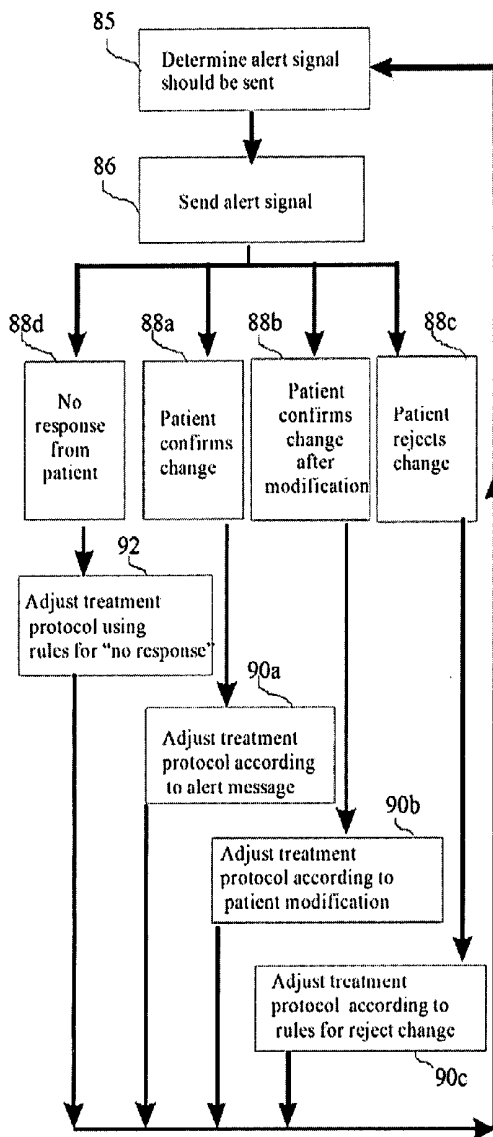 85
Determine alert signal
should be sent
86
Send alert signal
88d
88a
88b
88c
No
response
from
patient
Patient
confirms
change
Patient
confirms
change
after
modification
Patient
rejects
change
92
Adjust treatment
protocol using
rules for “no response”
90a
Adjust treatment
protocol according
to alert message
90b
Adjust treatment
protocol according to
patient modification
Adjust treatment
protocol according to
rules for reject change
90c